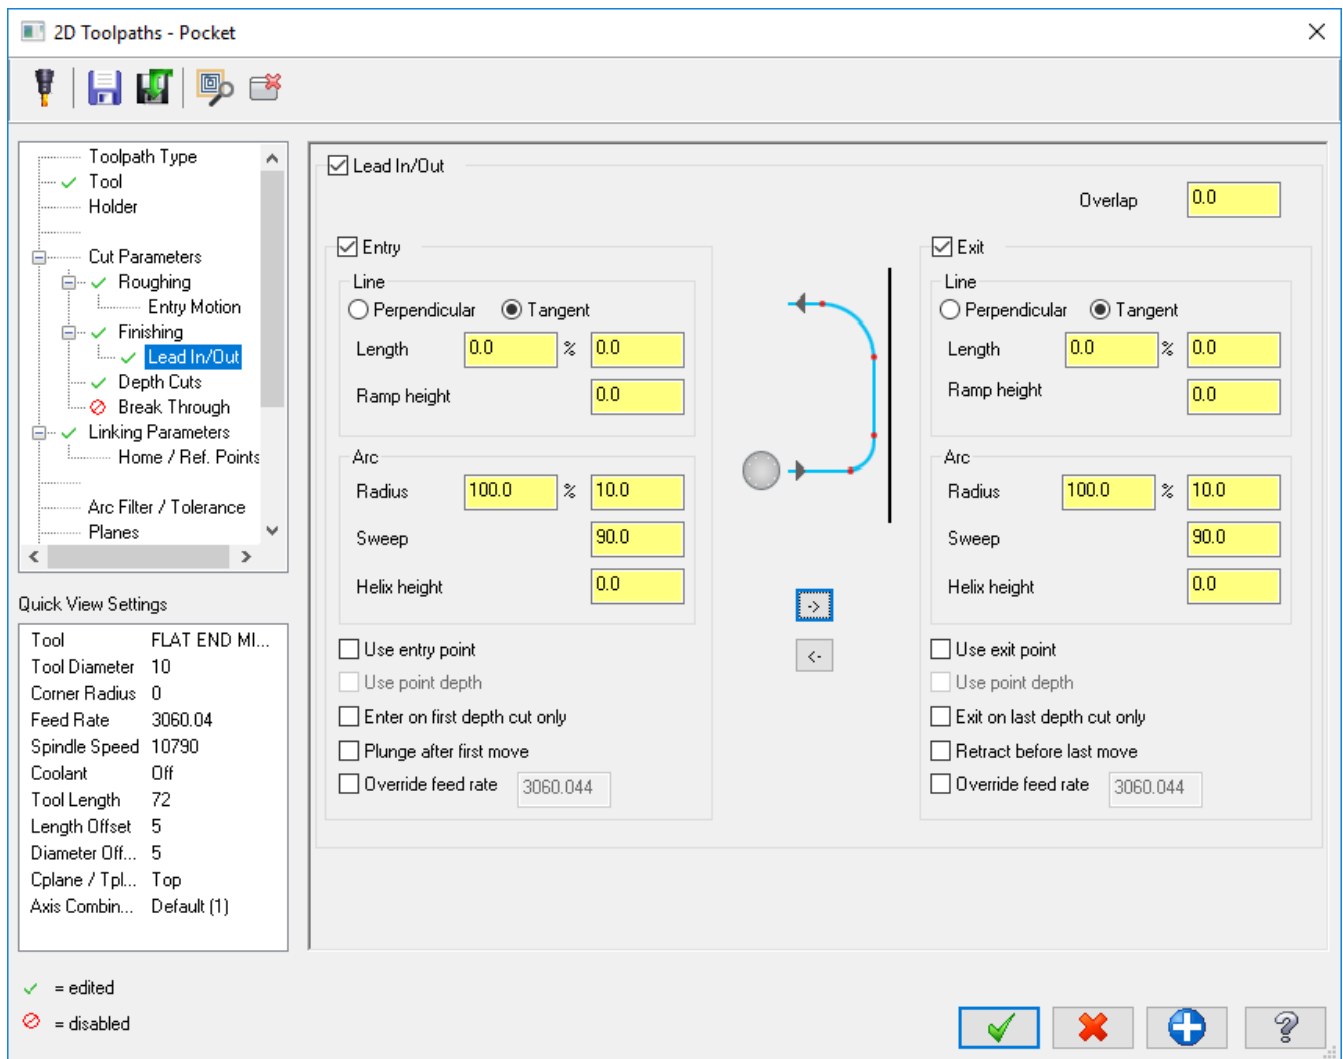 2D Toolpaths - Pocket
Toolpath Type
Tool
Holder
Cut Parameters
Roughing
Entry Motion
Finishing
Lead In/Out
Depth Cuts
Break Through
Linking Parameters
Home / Ref. Points
Arc Filter / Tolerance
Planes
Quick View Settings
Tool FLAT END MI...
Tool Diameter 10
Corner Radius 0
Feed Rate 3060.04
Spindle Speed 10790
Coolant Off
Tool Length 72
Length Offset 5
Diameter Off... 5
Cplane / Tpl... Top
Axis Combin... Default (1)
= edited
= disabled
Lead In/Out
Overlap 0.0
Entry
Line
Perpendicular Tangent
Length 0.0 % 0.0
Ramp height 0.0
Arc
Radius 100.0 % 10.0
Sweep 90.0
Helix height 0.0
Use entry point
Use point depth
Enter on first depth cut only
Plunge after first move
Override feed rate 3060.044
->
<-
Exit
Line
Perpendicular Tangent
Length 0.0 % 0.0
Ramp height 0.0
Arc
Radius 100.0 % 10.0
Sweep 90.0
Helix height 0.0
Use exit point
Use point depth
Exit on last depth cut only
Retract before last move
Override feed rate 3060.044